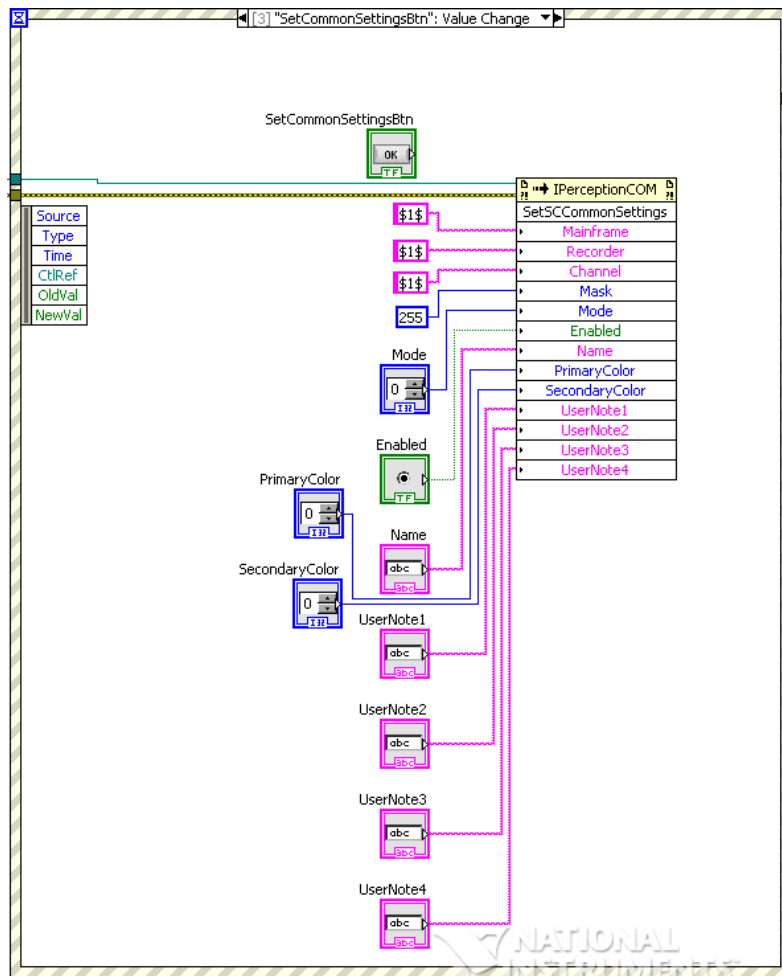 [3] "SetCommonSettingsBtn": Value Change
SetCommonSettingsBtn
OK
TF
IPerceptionCOM
SetSCCommonSettings
Mainframe
Recorder
Channel
Mask
Mode
Enabled
Name
PrimaryColor
SecondaryColor
UserNote1
UserNote2
UserNote3
UserNote4
Source
Type
Time
CtlRef
OldVal
NewVal
$1$
$1$
$1$
255
Mode
0
I32
Enabled
TF
PrimaryColor
0
I32
Name
abc
abc
SecondaryColor
0
I32
UserNote1
abc
abc
UserNote2
abc
abc
UserNote3
abc
abc
UserNote4
abc
abc
NATIONAL
INSTRUMENTS™